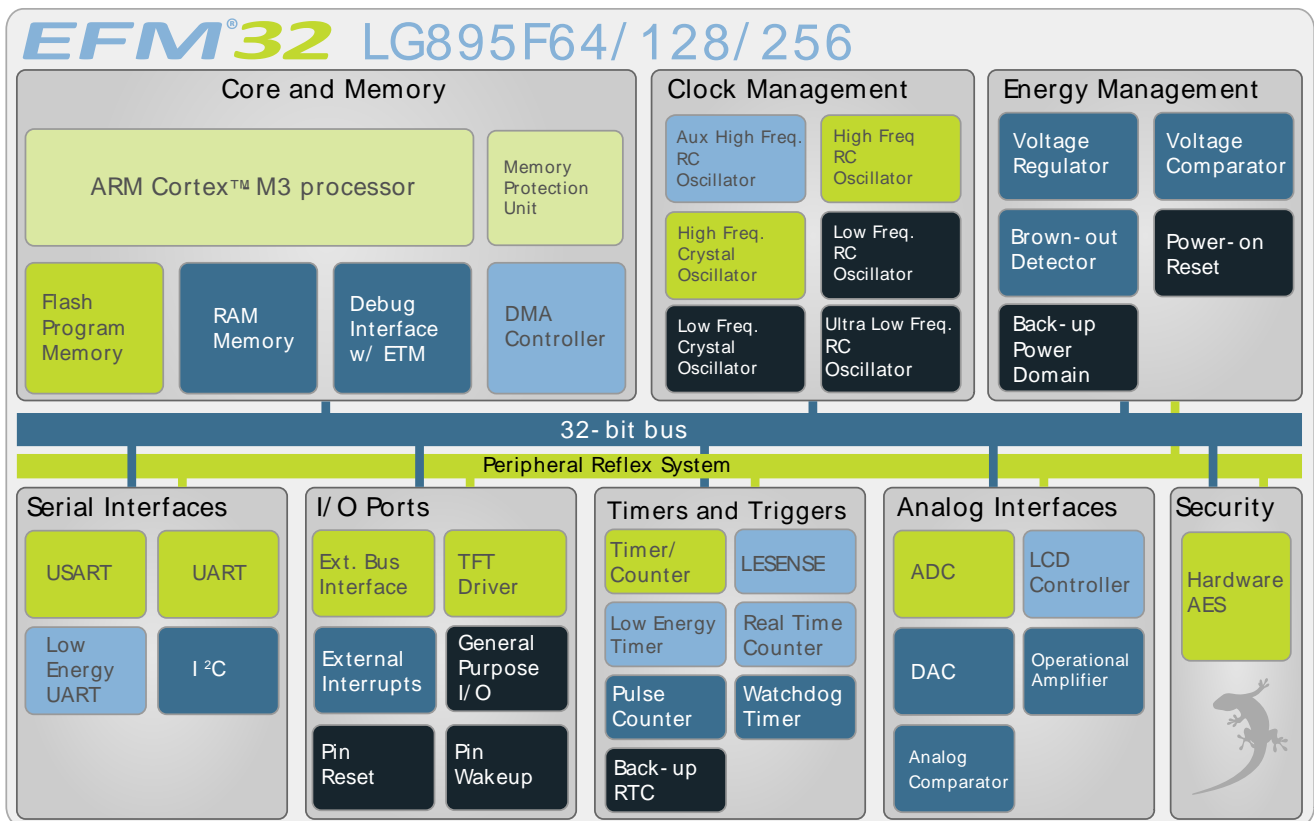 EFM®32 LG895F64/128/256
Core and Memory
ARM Cortex™ M3 processor
Memory
Protection
Unit
Flash
Program
Memory
RAM
Memory
Debug
Interface
w/ ETM
DMA
Controller
Clock Management
Aux High Freq.
RC
Oscillator
High Freq
RC
Oscillator
High Freq.
Crystal
Oscillator
Low Freq.
RC
Oscillator
Low Freq.
Crystal
Oscillator
Ultra Low Freq.
RC
Oscillator
Energy Management
Voltage
Regulator
Voltage
Comparator
Brown-out
Detector
Power-on
Reset
Back-up
Power
Domain
32-bit bus
Peripheral Reflex System
Serial Interfaces
USART
UART
Low
Energy
UART
I²C
I/O Ports
Ext. Bus
Interface
TFT
Driver
External
Interrupts
General
Purpose
I/O
Pin
Reset
Pin
Wakeup
Timers and Triggers
Timer/
Counter
LESENSE
Low Energy
Timer
Real Time
Counter
Pulse
Counter
Watchdog
Timer
Back-up
RTC
Analog Interfaces
ADC
LCD
Controller
DAC
Operational
Amplifier
Analog
Comparator
Security
Hardware
AES